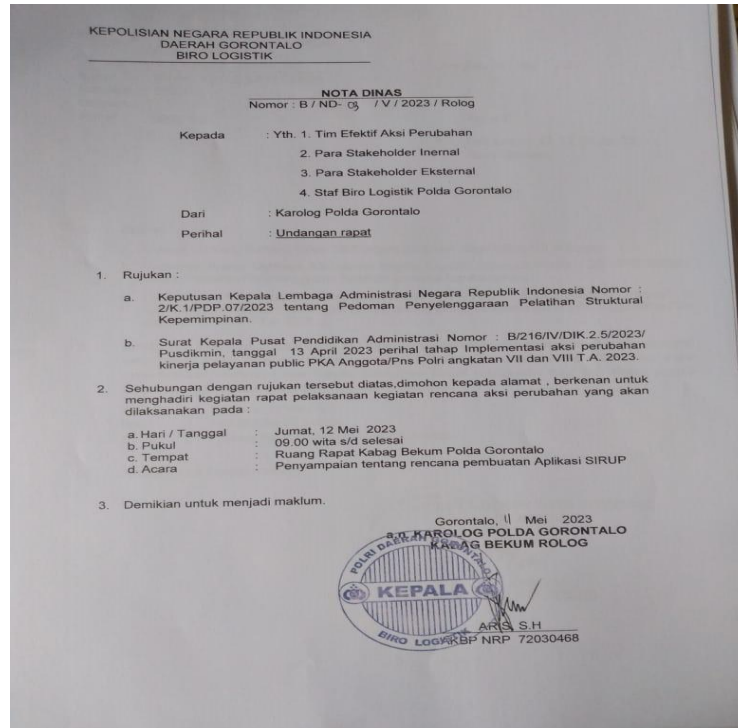 KEPOLISIAN NEGARA REPUBLIK INDONESIA
DAERAH GORONTALO
BIRO LOGISTIK
NOTA DINAS
Nomor : B / ND- 03 / V / 2023 / Rolog
Kepada : Yth. 1. Tim Efektif Aksi Perubahan
2. Para Stakeholder Inernal
3. Para Stakeholder Eksternal
4. Staf Biro Logistik Polda Gorontalo
Dari : Karolog Polda Gorontalo
Perihal : Undangan rapat
1. Rujukan :
a. Keputusan Kepala Lembaga Administrasi Negara Republik Indonesia Nomor :
2/K.1/PDP.07/2023 tentang Pedoman Penyelenggaraan Pelatihan Struktural
Kepemimpinan.
b. Surat Kepala Pusat Pendidikan Administrasi Nomor : B/216/IV/DIK.2.5/2023/
Pusdikmin, tanggal 13 April 2023 perihal tahap Implementasi aksi perubahan
kinerja pelayanan public PKA Anggota/Pns Polri angkatan VII dan VIII T.A. 2023.
2. Sehubungan dengan rujukan tersebut diatas,dimohon kepada alamat , berkenan untuk
menghadiri kegiatan rapat pelaksanaan kegiatan rencana aksi perubahan yang akan
dilaksanakan pada :
a. Hari / Tanggal : Jumat, 12 Mei 2023
b. Pukul : 09.00 wita s/d selesai
c. Tempat : Ruang Rapat Kabag Bekum Polda Gorontalo
d. Acara : Penyampaian tentang rencana pembuatan Aplikasi SIRUP
3. Demikian untuk menjadi maklum.
Gorontalo, 11 Mei 2023
a.n. KAROLOG POLDA GORONTALO
KABAG BEKUM ROLOG
POLRI DAERAH GORONTALO
KEPALA
BIRO LOGISTIK
ARIS, S.H
AKBP NRP 72030468